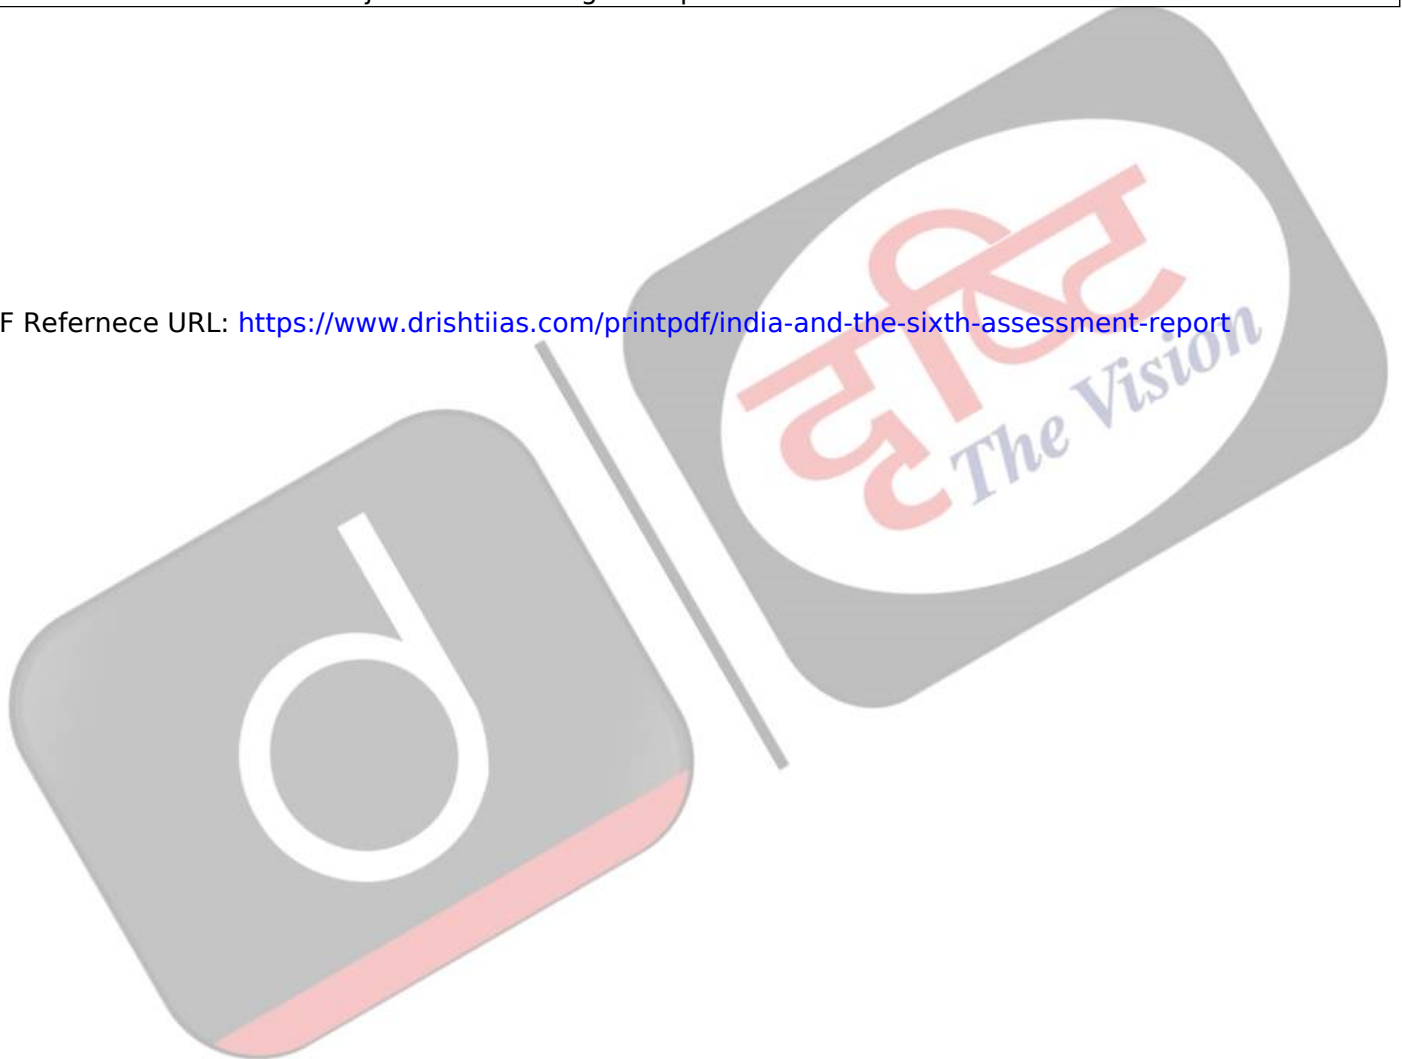 F Refernece URL: https://www.drishtiias.com/printpdf/india-and-the-sixth-assessment-report
दृष्टि
The Vision
d